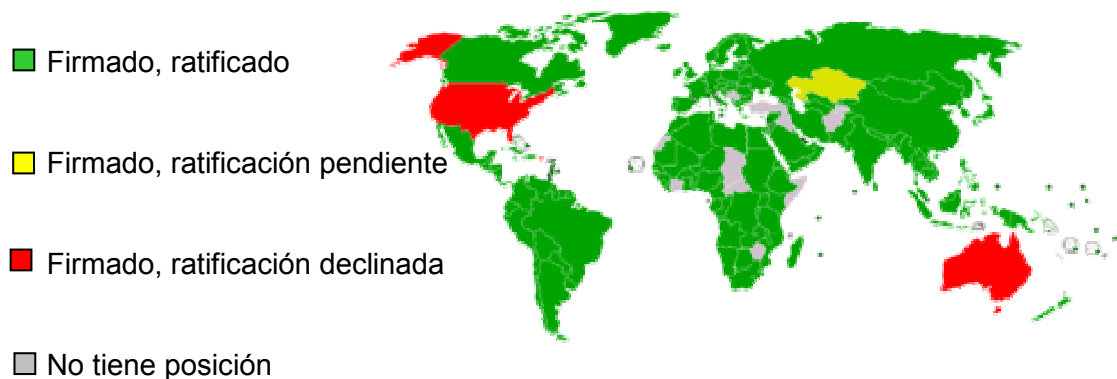 Firmado, ratificado
Firmado, ratificación pendiente
Firmado, ratificación declinada
No tiene posición